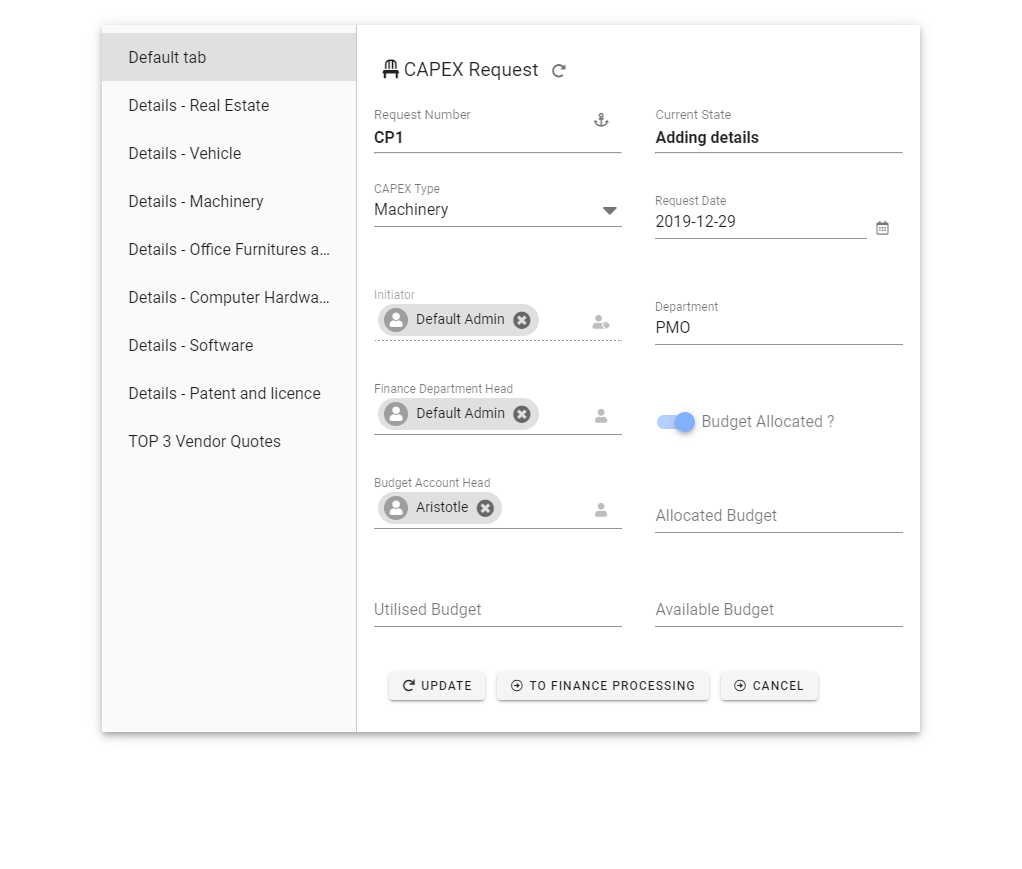 Default tab
Details - Real Estate
Details - Vehicle
Details - Machinery
Details - Office Furnitures a...
Details - Computer Hardwa...
Details - Software
Details - Patent and licence
TOP 3 Vendor Quotes
CAPEX Request
Request Number
CP1
Current State
Adding details
CAPEX Type
Machinery
Request Date
2019-12-29
Initiator
Default Admin
Department
PMO
Finance Department Head
Default Admin
Budget Allocated ?
Budget Account Head
Aristotle
Allocated Budget
Utilised Budget
Available Budget
UPDATE
TO FINANCE PROCESSING
CANCEL